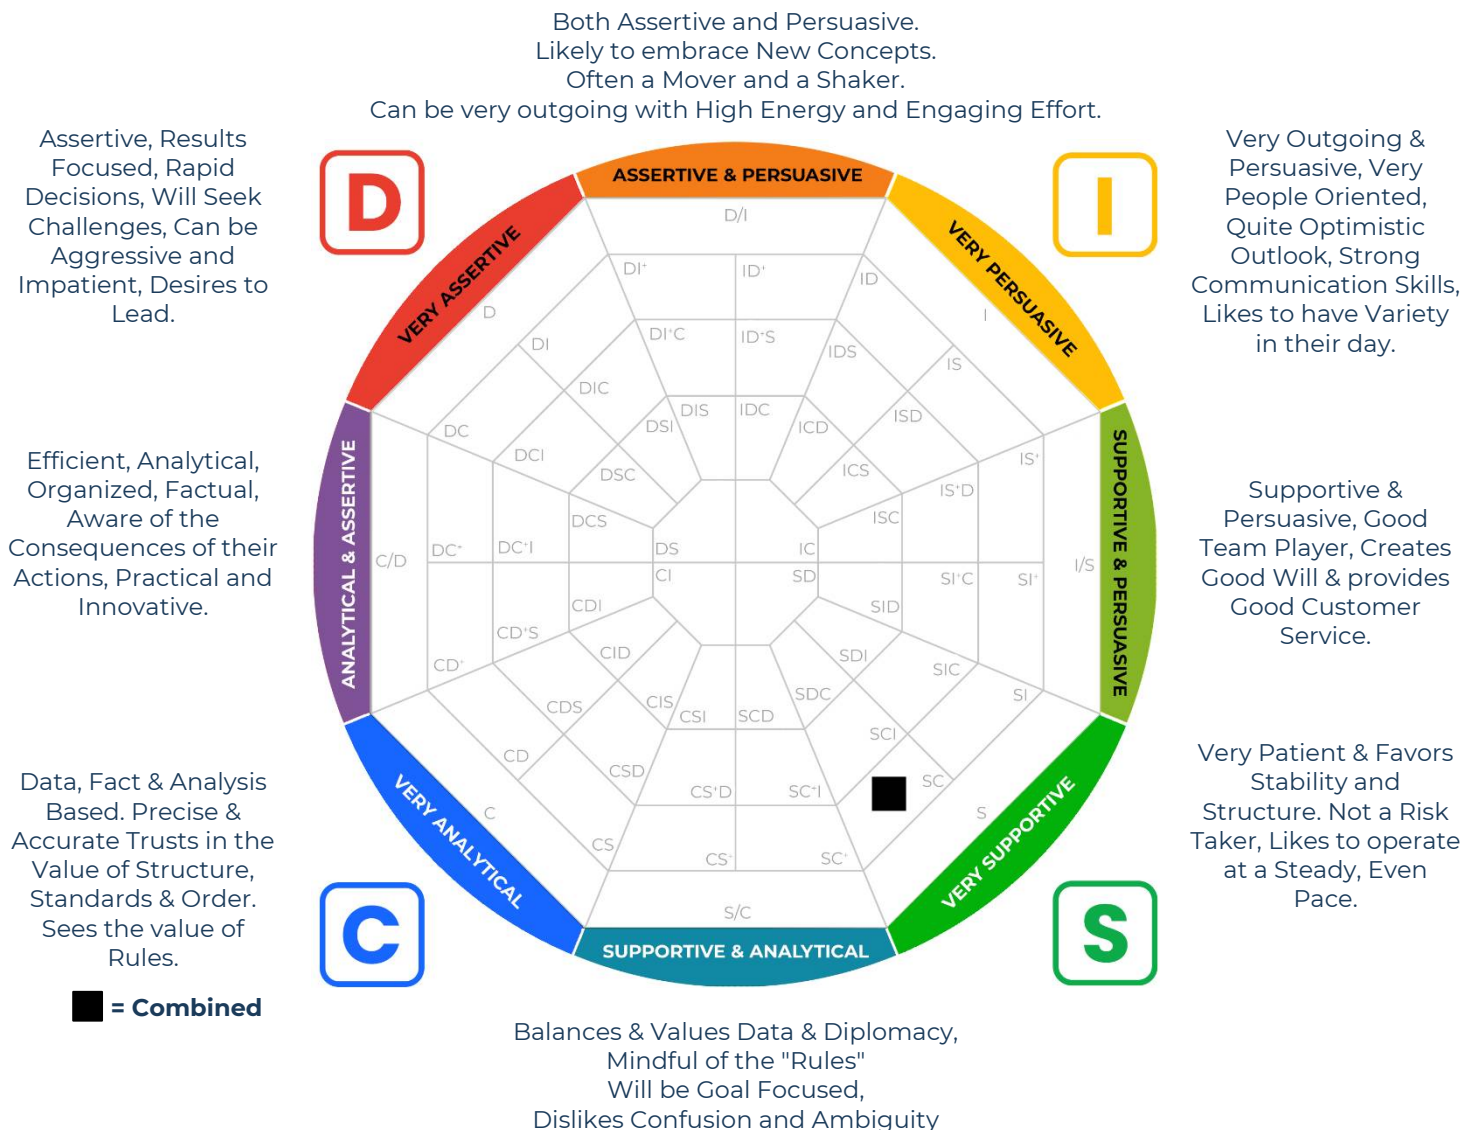 Both Assertive and Persuasive.
Likely to embrace New Concepts.
Often a Mover and a Shaker.
Can be very outgoing with High Energy and Engaging Effort.
Assertive, Results
Focused, Rapid
Decisions, Will Seek
Challenges, Can be
Aggressive and
Impatient, Desires to
Lead.
D
ASSERTIVE & PERSUASIVE
I
Very Outgoing &
Persuasive, Very
People Oriented,
Quite Optimistic
Outlook, Strong
Communication Skills,
Likes to have Variety
in their day.
VERY ASSERTIVE
VERY PERSUASIVE
D/I
DI⁺
ID⁺
ID
D
I
DI⁺C
ID⁺S
DI
IDS
IS
DIC
DIS
IDC
ISD
DSI
ICD
DC
DCI
IS⁺
DSC
ICS
IS⁺D
DCS
ISC
DC⁺
DC⁺I
DS
IC
C/D
I/S
CI
SD
SI⁺C
SI⁺
CDI
SID
CD⁺S
CID
SDI
CD⁺
SIC
CIS
SDC
SI
CDS
CSI
SCD
SCI
CD
CSD
SC
CS⁺D
SC⁺I
C
S
CS
CS⁺
SC⁺
S/C
ANALYTICAL & ASSERTIVE
SUPPORTIVE & PERSUASIVE
Efficient, Analytical,
Organized, Factual,
Aware of the
Consequences of their
Actions, Practical and
Innovative.
Supportive &
Persuasive, Good
Team Player, Creates
Good Will & provides
Good Customer
Service.
VERY ANALYTICAL
VERY SUPPORTIVE
Data, Fact & Analysis
Based. Precise &
Accurate Trusts in the
Value of Structure,
Standards & Order.
Sees the value of
Rules.
C
SUPPORTIVE & ANALYTICAL
S
Very Patient & Favors
Stability and
Structure. Not a Risk
Taker, Likes to operate
at a Steady, Even
Pace.
= Combined
Balances & Values Data & Diplomacy,
Mindful of the "Rules"
Will be Goal Focused,
Dislikes Confusion and Ambiguity